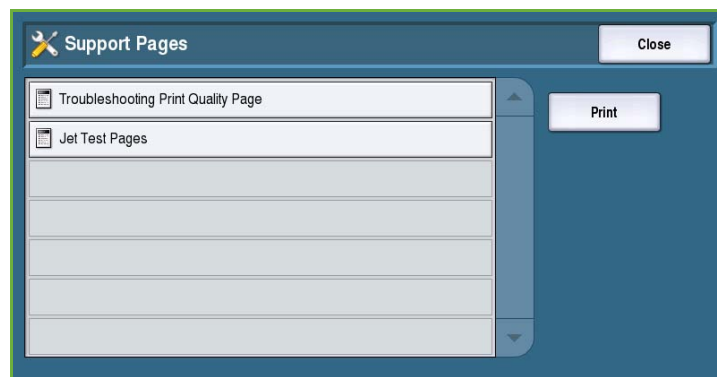 Support Pages
Close
Troubleshooting Print Quality Page
Print
Jet Test Pages